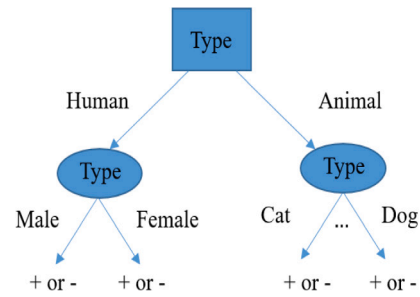 Type
Human Animal
Type Type
Male Female Cat ... Dog
+ or - + or - + or - + or -